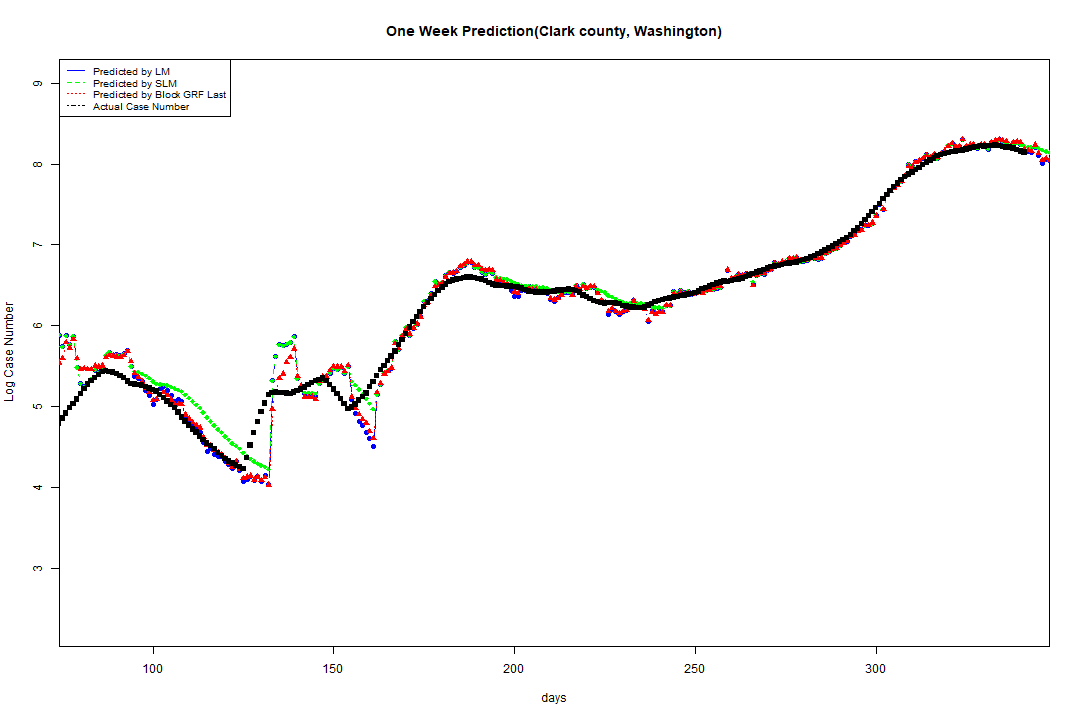 One Week Prediction(Clark county, Washington)
Predicted by LM
Predicted by SLM
Predicted by Block GRF Last
Actual Case Number
Log Case Number
9
8
7
6
5
4
3
100 150 200 250 300
days